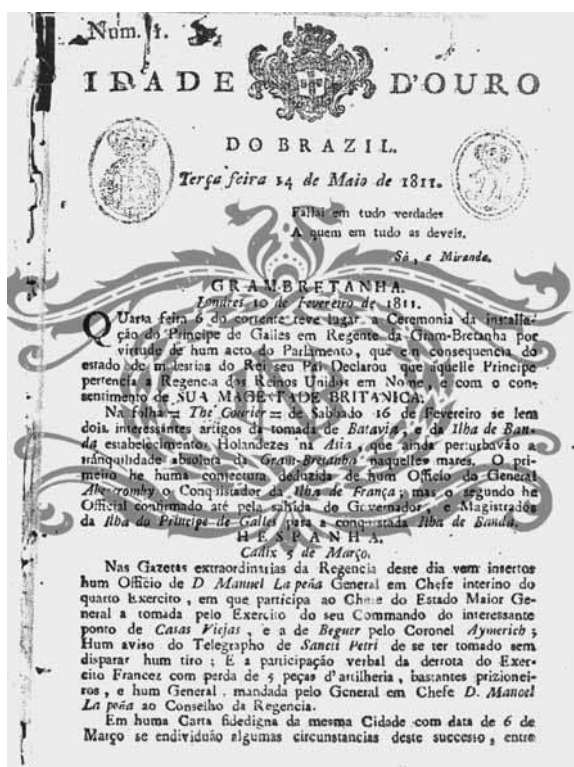 Num. 1.
IDADE D'OURO
DO BRAZIL.
Terça feira 14 de Maio de 1811.
Fallai em tudo verdades
A quem em tudo as deveis.
Sà, e Miranda.
GRAM-BRETANHA.
Londres 10 de Fevereiro de 1811.
QUarta feira 6 do corrente teve lugar a Ceremonia da installa-
ção do Principe de Galles em Regente da Gram-Bretanha por
virtude de hum acto do Parlamento, que em consequencia do
estado de molestias do Rei seu Pai Declarou que aquelle Principe
pertencia a Regencia dos Reinos Unidos em Nome, e com o con-
sentimento de SUA MAGESTADE BRITANICA.
Na folha = The Courier = de Sabbado 16 de Fevereiro se lem
dois interessantes artigos da tomada de Batavia, e da Ilha de Ban-
da estabelecimentos Holandezes na Asia, que ainda perturbavão a
tranquilidade absoluta da Gram-Bretanha naquelles mares. O pri-
meiro he huma conjectura deduzida de hum Officio do General
Abercromby o Conquistador da Ilha de França; mas o segundo he
Official confirmado até pela sahida do Governador, e Magistrados
da Ilha do Principe de Galles para a conquistada Ilha de Banda.
HESPANHA.
Cadix 5 de Março.
Nas Gazetas extraordinarias da Regencia deste dia vem insertos
hum Officio de D Manuel La peña General em Chefe interino do
quarto Exercito, em que participa ao Chefe do Estado Maior Ge-
neral a tomada pelo Exercito do seu Commando do interessante
ponto de Casas Viejas, e a de Beguer pelo Coronel Aymerich;
Hum aviso do Telegrapho de Sancti Petri de se ter tomado sem
disparar hum tiro; E a participação verbal da derrota do Exer-
cito Francez com perda de 5 peças d'artilheria, bastantes prizionei-
ros, e hum General, mandada pelo General em Chefe D. Manoel
La peña ao Conselho da Regencia.
Em huma Carta fidedigna da mesma Cidade com data de 6 de
Março se endividuão algumas circunstancias deste successo, entre